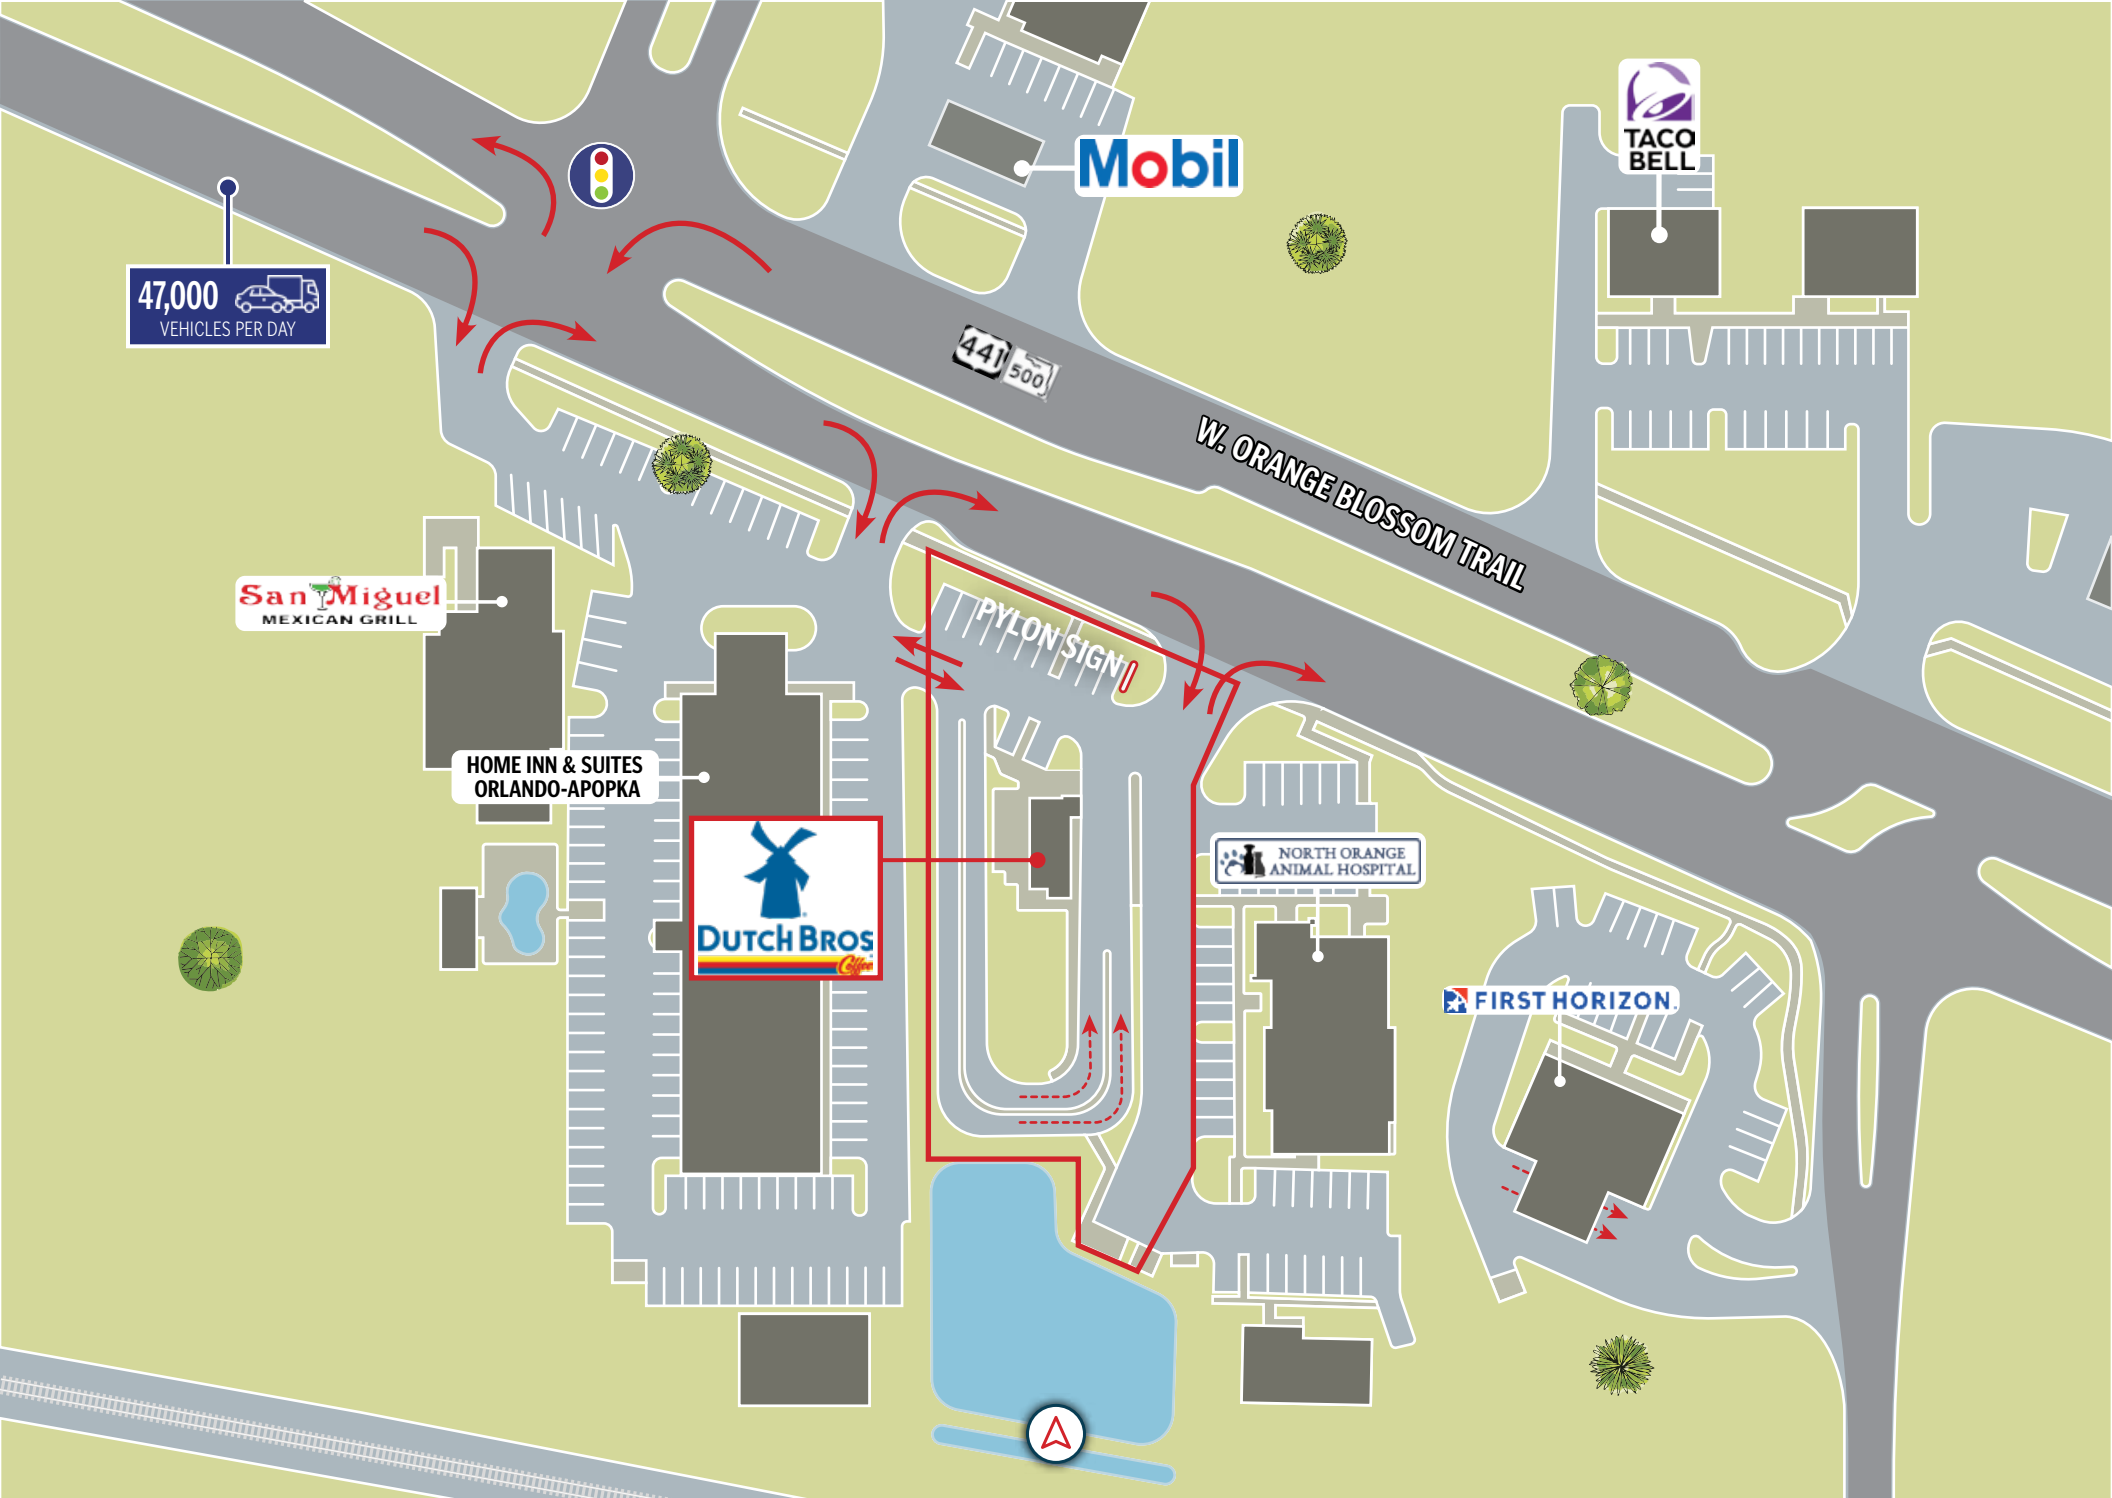 TACO
BELL
Mobil
47,000
VEHICLES PER DAY
441
500
W. ORANGE BLOSSOM TRAIL
San Miguel
MEXICAN GRILL
PYLON SIGN
HOME INN & SUITES
ORLANDO-APOPKA
DUTCH BROS
Coffee
NORTH ORANGE
ANIMAL HOSPITAL
FIRST HORIZON